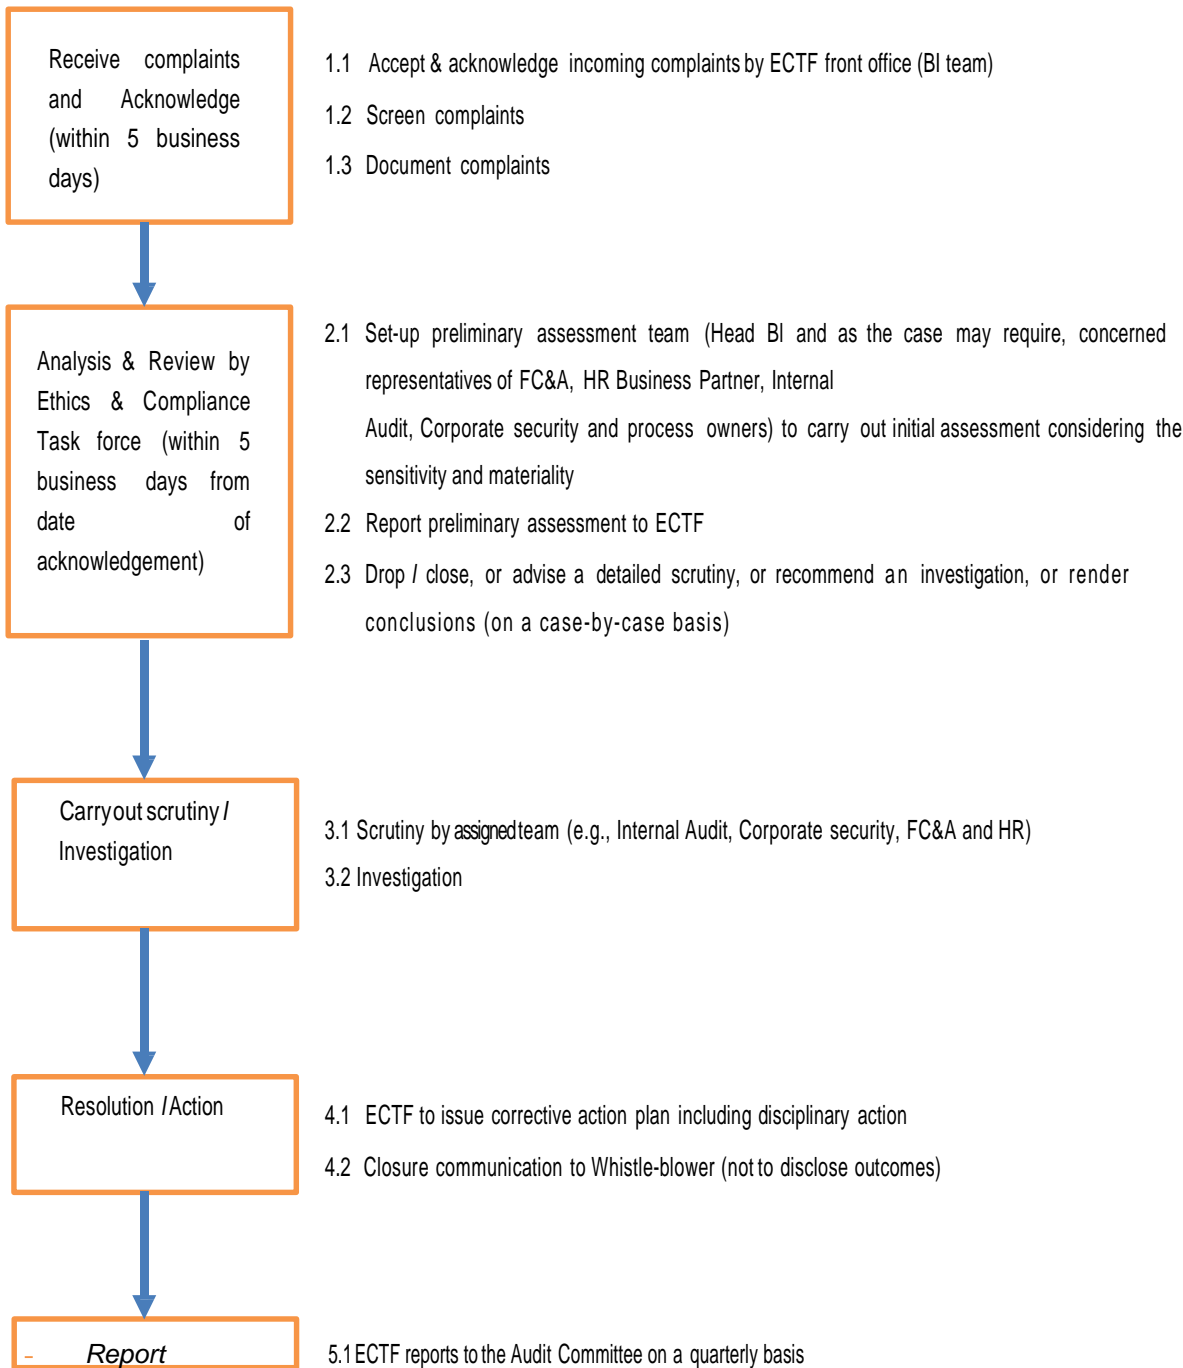 Receive complaints
and Acknowledge
(within 5 business
days)
1.1 Accept & acknowledge incoming complaints by ECTF front office (BI team)
1.2 Screen complaints
1.3 Document complaints
Analysis & Review by
Ethics & Compliance
Task force (within 5
business days from
date of
acknowledgement)
2.1 Set-up preliminary assessment team (Head BI and as the case may require, concerned
representatives of FC&A, HR Business Partner, Internal
Audit, Corporate security and process owners) to carry out initial assessment considering the
sensitivity and materiality
2.2 Report preliminary assessment to ECTF
2.3 Drop / close, or advise a detailed scrutiny, or recommend an investigation, or render
conclusions (on a case-by-case basis)
Carryout scrutiny /
Investigation
3.1 Scrutiny by assigned team (e.g., Internal Audit, Corporate security, FC&A and HR)
3.2 Investigation
Resolution / Action
4.1 ECTF to issue corrective action plan including disciplinary action
4.2 Closure communication to Whistle-blower (not to disclose outcomes)
– Report
5.1 ECTF reports to the Audit Committee on a quarterly basis